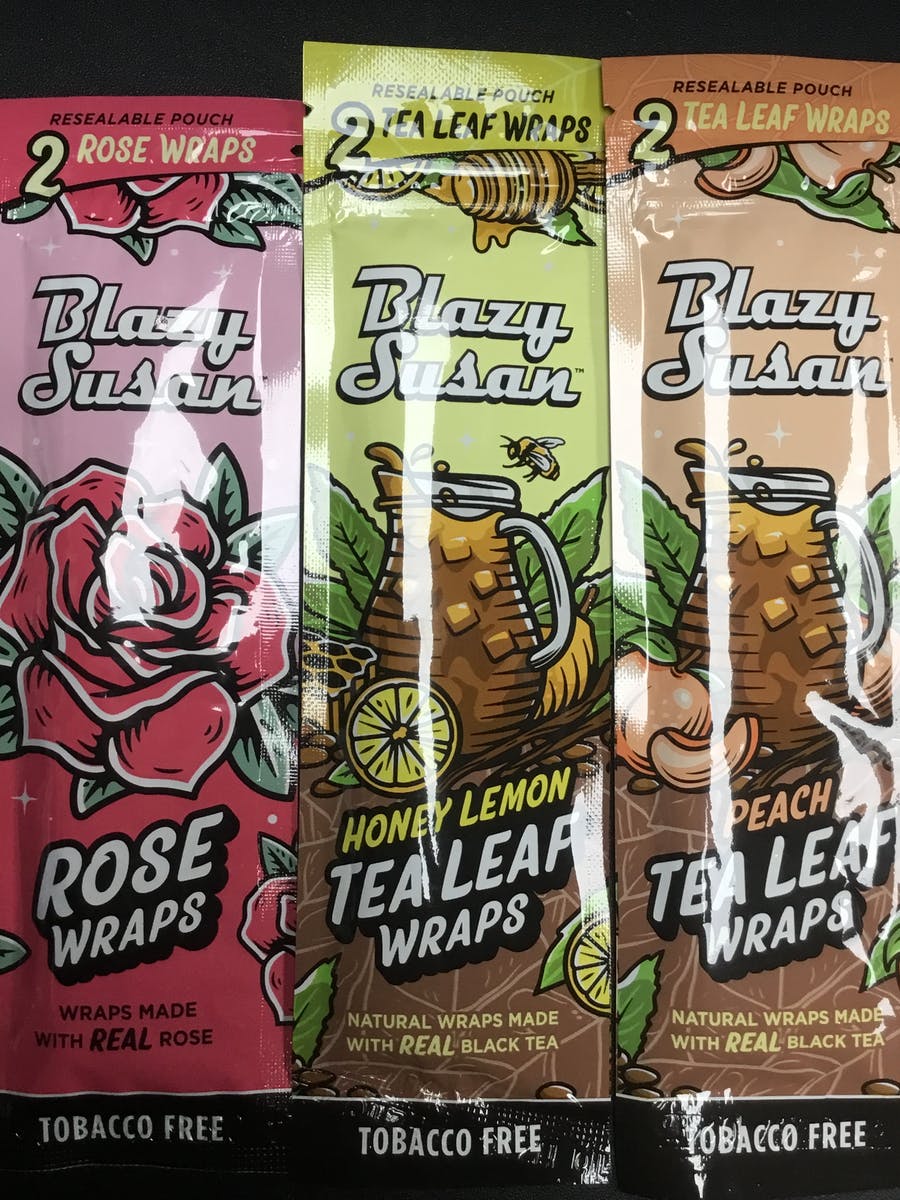 RESEALABLE POUCH
2 ROSE WRAPS
Blazy
Susan
ROSE
WRAPS
WRAPS MADE
WITH REAL ROSE
TOBACCO FREE
RESEALABLE POUCH
2 TEA LEAF WRAPS
Blazy
Susan™
HONEY LEMON
TEA LEAF
WRAPS
NATURAL WRAPS MADE
WITH REAL BLACK TEA
TOBACCO FREE
RESEALABLE POUCH
2 TEA LEAF WRAPS
Blazy
Susan
PEACH
TEA LEAF
WRAPS
NATURAL WRAPS MADE
WITH REAL BLACK TEA
TOBACCO FREE